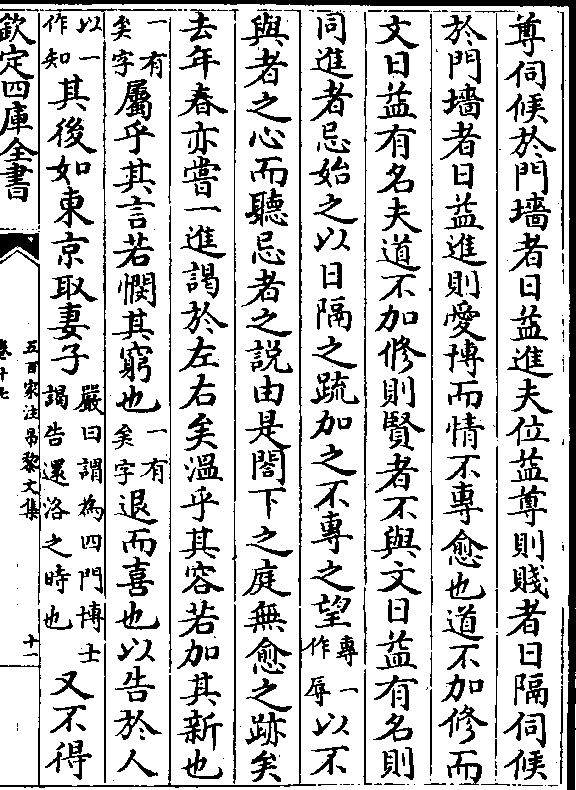 尊伺候於門墻者日益進夫位益尊則賤者日隔伺候
於門墻者日益進則愛博而情不專愈也道不加修而
文日益有名夫道不加修則賢者不與文日益有名則
同進者忌始之以日隔之䟽加之不專之望專一作辱以不
與者之心而聽忌者之説由是閤下之庭無愈之跡矣
去年春亦嘗一進謁於左右矣溫乎其容若加其新也
一有矣字屬乎其言若憫其窮也一有矣字退而喜也以告於人
以一作知其後如東京取妻子嚴曰謂為四門博士謁告還洛之時也又不得
欽定四庫全書
五百家注昌黎文集
卷十七
十一